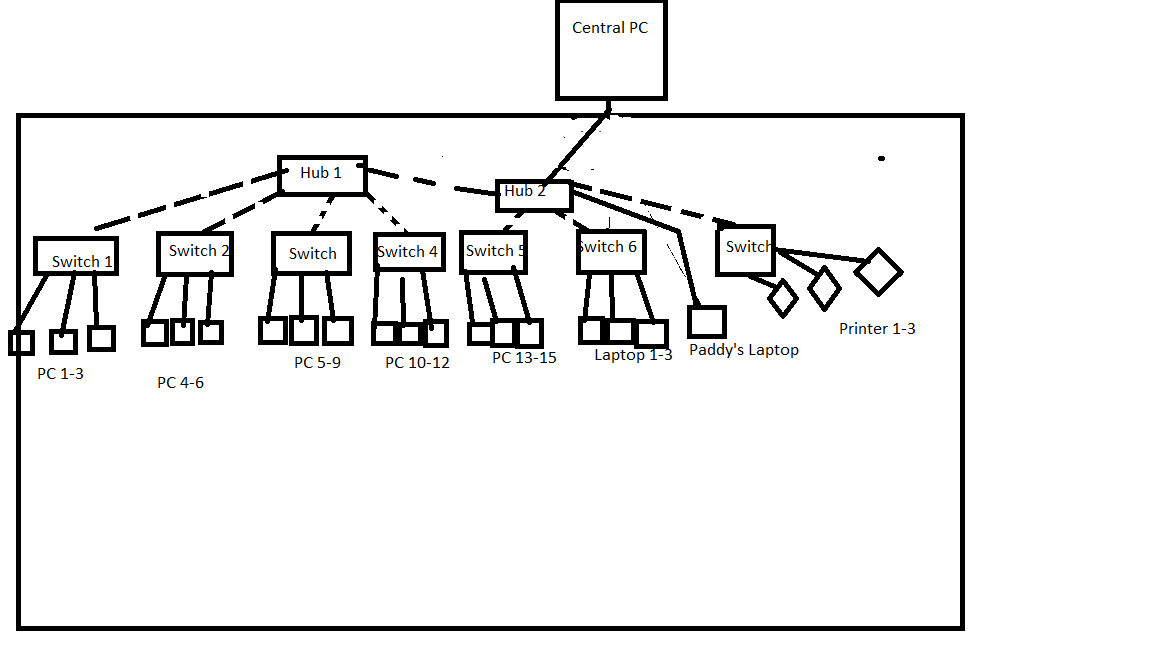 Central PC
Hub 1
Hub 2
Switch 1
Switch 2
Switch
Switch 4
Switch 5
Switch 6
Switch
Printer 1-3
PC 1-3
PC 4-6
PC 5-9
PC 10-12
PC 13-15
Laptop 1-3
Paddy's Laptop